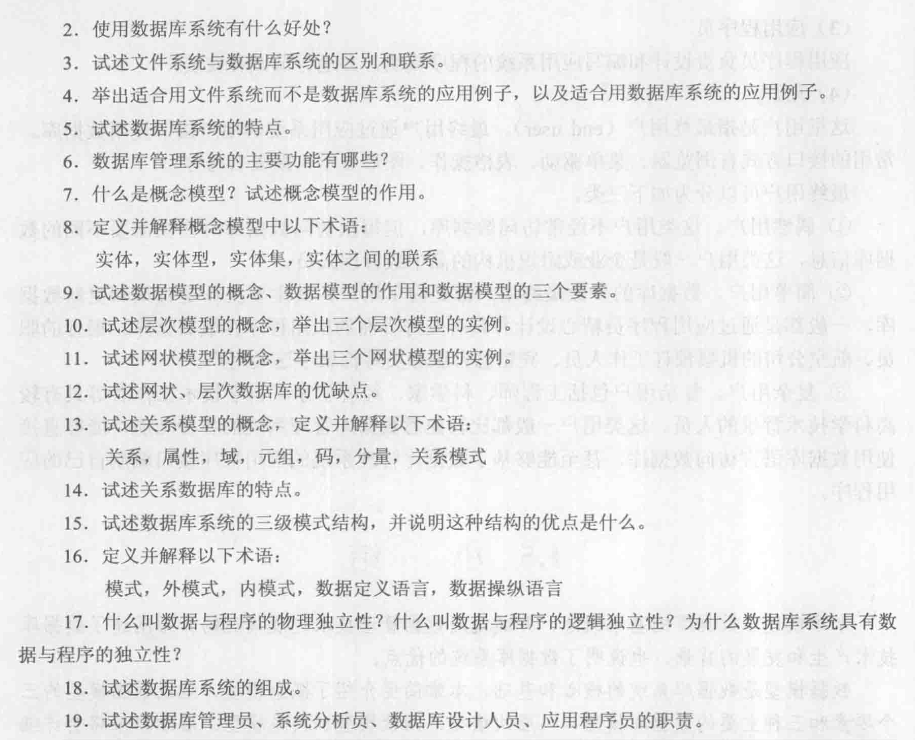 2．使用数据库系统有什么好处？
3．试述文件系统与数据库系统的区别和联系。
4．举出适合用文件系统而不是数据库系统的应用例子，以及适合用数据库系统的应用例子。
5．试述数据库系统的特点。
6．数据库管理系统的主要功能有哪些？
7．什么是概念模型？试述概念模型的作用。
8．定义并解释概念模型中以下术语：
实体，实体型，实体集，实体之间的联系
9．试述数据模型的概念、数据模型的作用和数据模型的三个要素。
10．试述层次模型的概念，举出三个层次模型的实例。
11．试述网状模型的概念，举出三个网状模型的实例。
12．试述网状、层次数据库的优缺点。
13．试述关系模型的概念，定义并解释以下术语：
关系，属性，域，元组，码，分量，关系模式
14．试述关系数据库的特点。
15．试述数据库系统的三级模式结构，并说明这种结构的优点是什么。
16．定义并解释以下术语：
模式，外模式，内模式，数据定义语言，数据操纵语言
17．什么叫数据与程序的物理独立性？什么叫数据与程序的逻辑独立性？为什么数据库系统具有数
据与程序的独立性？
18．试述数据库系统的组成。
19．试述数据库管理员、系统分析员、数据库设计人员、应用程序员的职责。